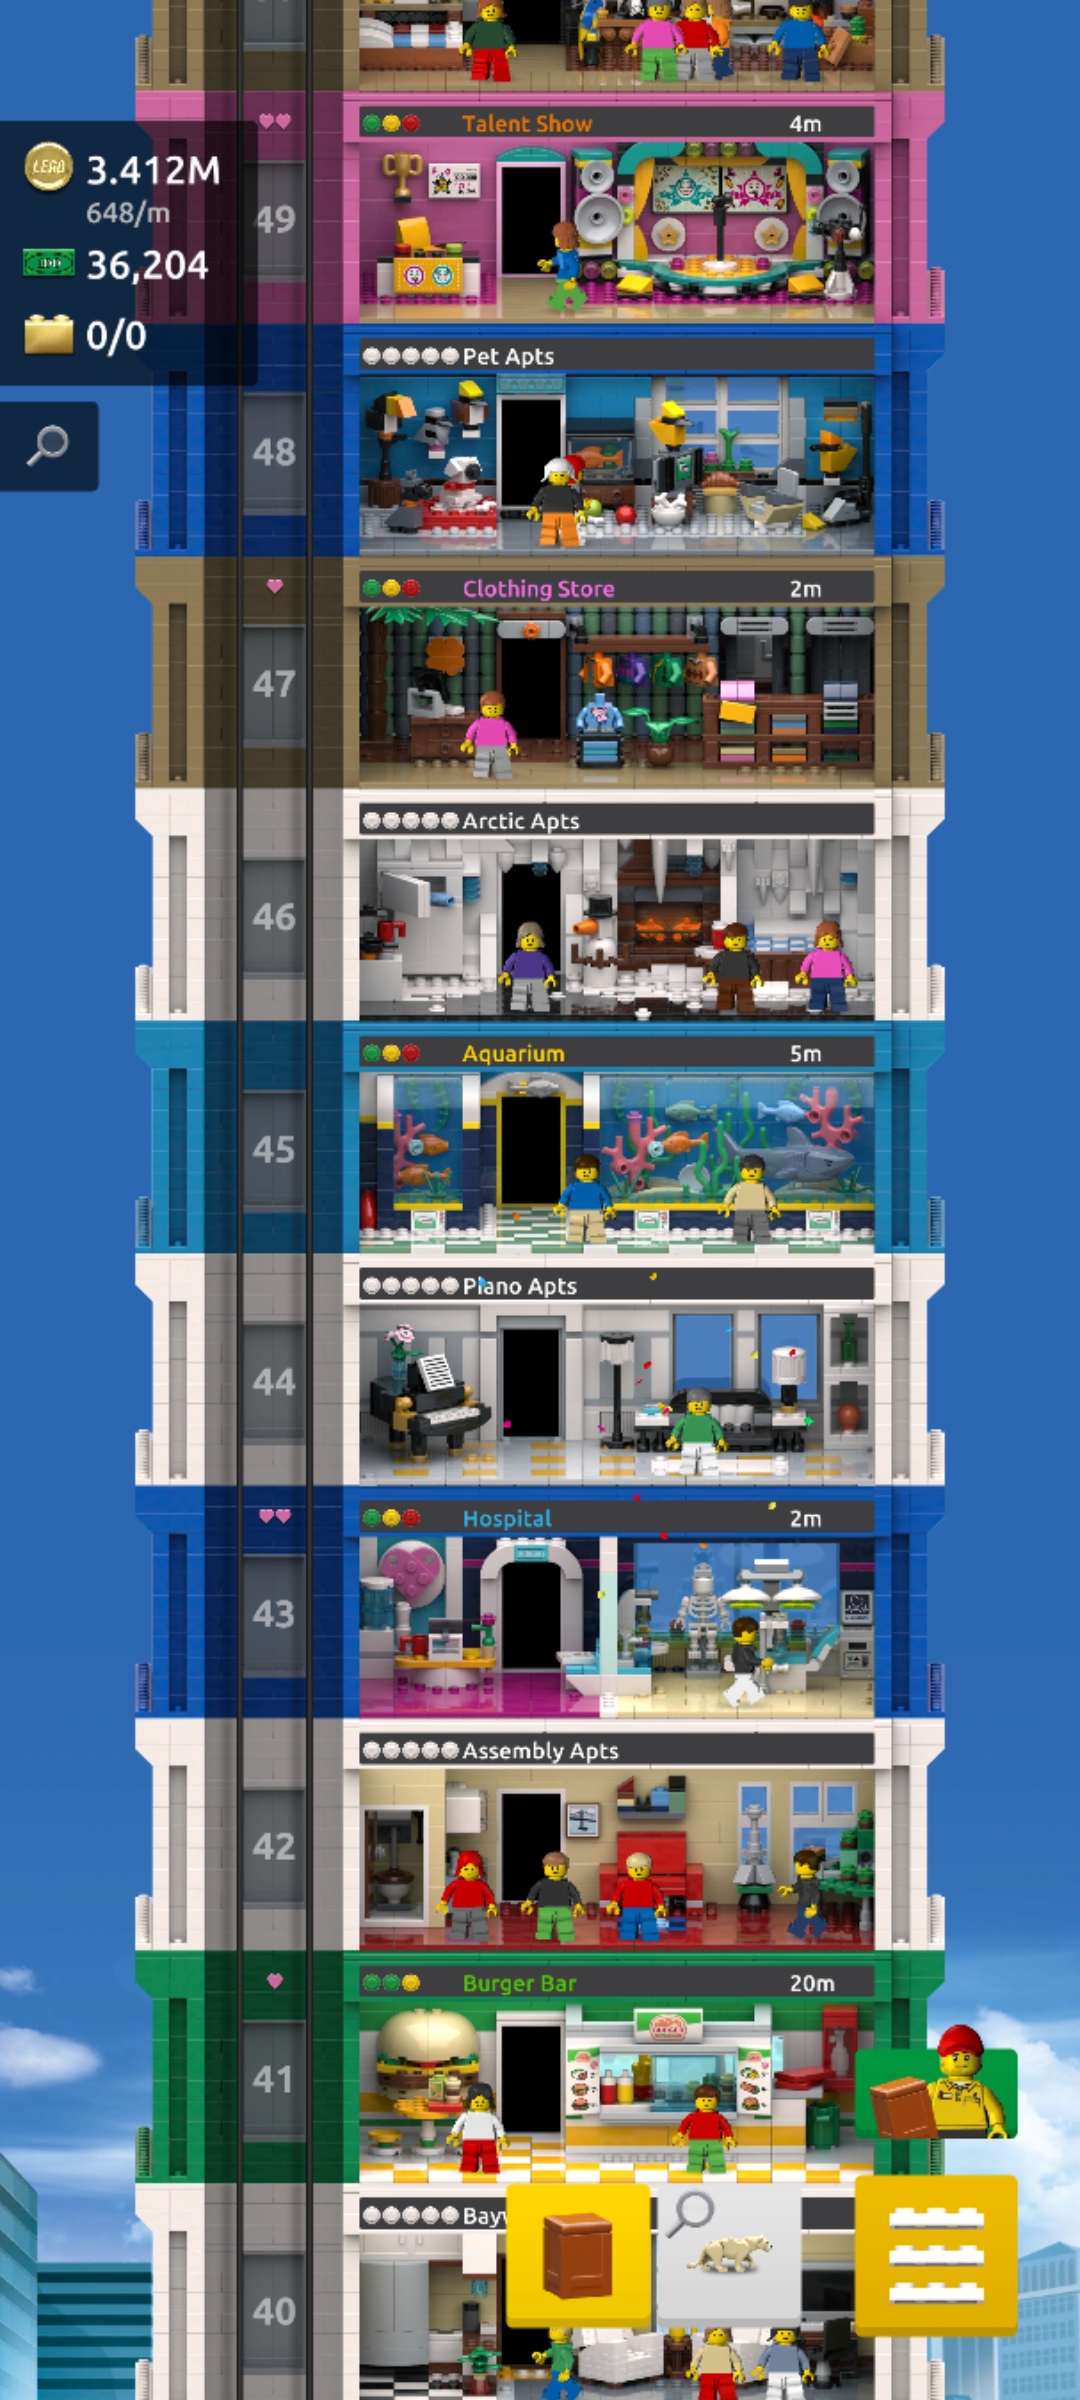 Talent Show 4m
LEGO 3.412M
648/m
49
36,204
0/0
Pet Apts
48
Clothing Store 2m
47
Arctic Apts
46
Aquarium 5m
45
Piano Apts
44
Hospital 2m
43
Assembly Apts
42
Burger Bar 20m
41
40